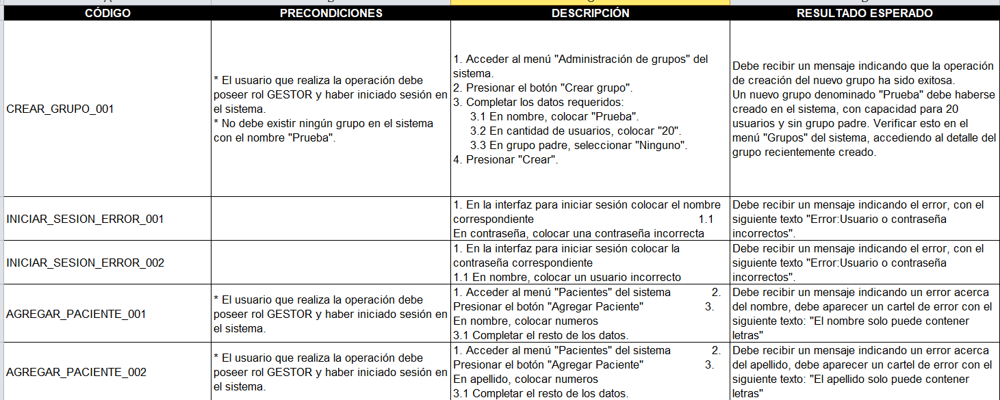 CÓDIGO
PRECONDICIONES
DESCRIPCIÓN
RESULTADO ESPERADO
CREAR_GRUPO_001
* El usuario que realiza la operación debe
poseer rol GESTOR y haber iniciado sesión en
el sistema.
* No debe existir ningún grupo en el sistema
con el nombre "Prueba".
1. Acceder al menú "Administración de grupos" del
sistema.
2. Presionar el botón "Crear grupo".
3. Completar los datos requeridos:
3.1 En nombre, colocar "Prueba".
3.2 En cantidad de usuarios, colocar "20".
3.3 En grupo padre, seleccionar "Ninguno".
4. Presionar "Crear".
Debe recibir un mensaje indicando que la operación
de creación del nuevo grupo ha sido exitosa.
Un nuevo grupo denominado "Prueba" debe haberse
creado en el sistema, con capacidad para 20
usuarios y sin grupo padre. Verificar esto en el
menú "Grupos" del sistema, accediendo al detalle del
grupo recientemente creado.
INICIAR_SESION_ERROR_001
1. En la interfaz para iniciar sesión colocar el nombre
correspondiente 1.1
En contraseña, colocar una contraseña incorrecta
Debe recibir un mensaje indicando el error, con el
siguiente texto "Error:Usuario o contraseña
incorrectos".
INICIAR_SESION_ERROR_002
1. En la interfaz para iniciar sesión colocar la
contraseña correspondiente
1.1 En nombre, colocar un usuario incorrecto
Debe recibir un mensaje indicando el error, con el
siguiente texto "Error:Usuario o contraseña
incorrectos".
AGREGAR_PACIENTE_001
* El usuario que realiza la operación debe
poseer rol GESTOR y haber iniciado sesión en
el sistema.
1. Acceder al menú "Pacientes" del sistema 2.
Presionar el botón "Agregar Paciente" 3.
En nombre, colocar numeros
3.1 Completar el resto de los datos.
Debe recibir un mensaje indicando un error acerca
del nombre, debe aparecer un cartel de error con el
siguiente texto: "El nombre solo puede contener
letras"
AGREGAR_PACIENTE_002
* El usuario que realiza la operación debe
poseer rol GESTOR y haber iniciado sesión en
el sistema.
1. Acceder al menú "Pacientes" del sistema 2.
Presionar el botón "Agregar Paciente" 3.
En apellido, colocar numeros
3.1 Completar el resto de los datos.
Debe recibir un mensaje indicando un error acerca
del apellido, debe aparecer un cartel de error con el
siguiente texto: "El apellido solo puede contener
letras"